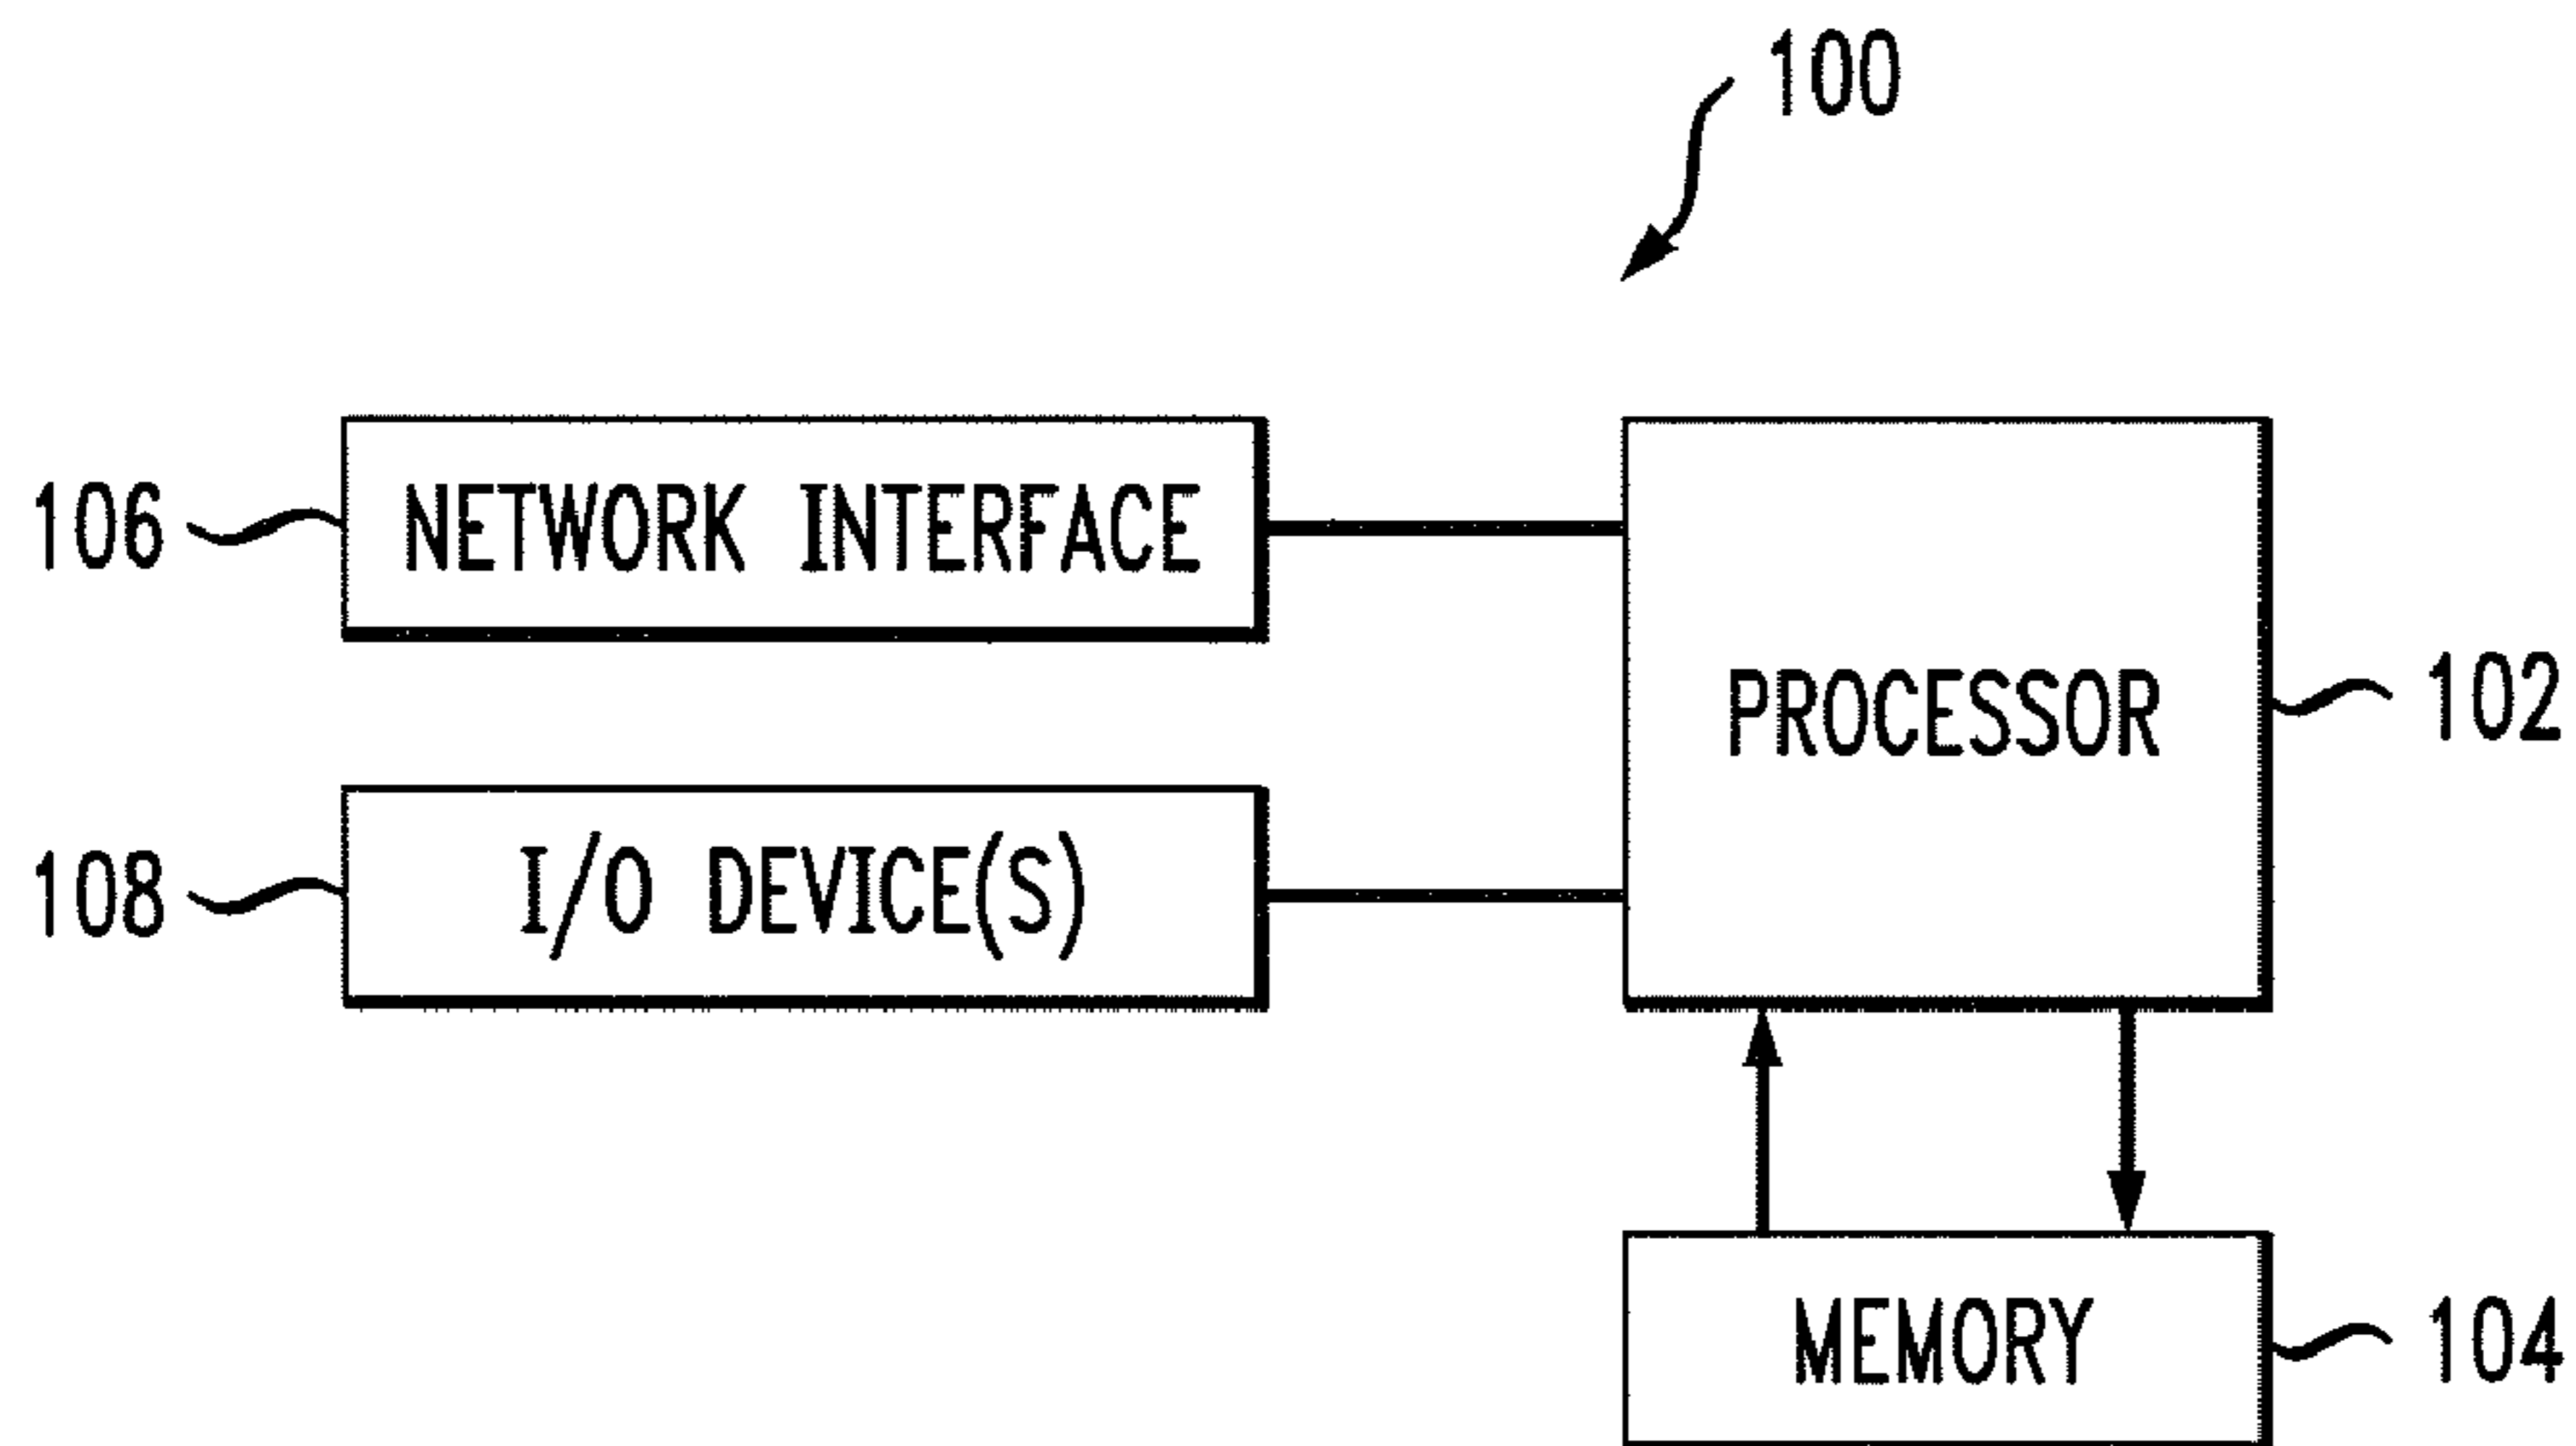 100
106
NETWORK INTERFACE
PROCESSOR
102
108
I/O DEVICE(S)
MEMORY
104